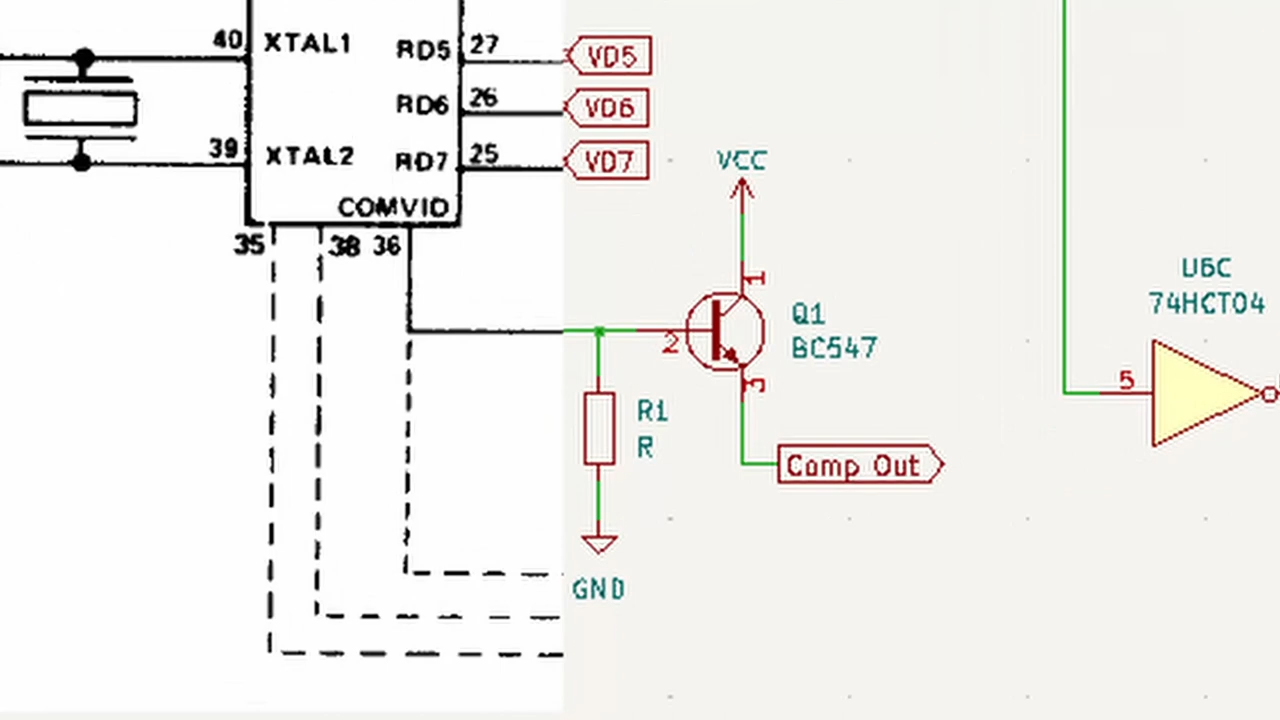 40
XTAL1
RD5
27
VD5
RD6
26
VD6
39
XTAL2
RD7
25
VD7
COMVID
35
38
36
VCC
1
2
3
Q1
BC547
R1
R
GND
Comp Out
U6C
74HCT04
5